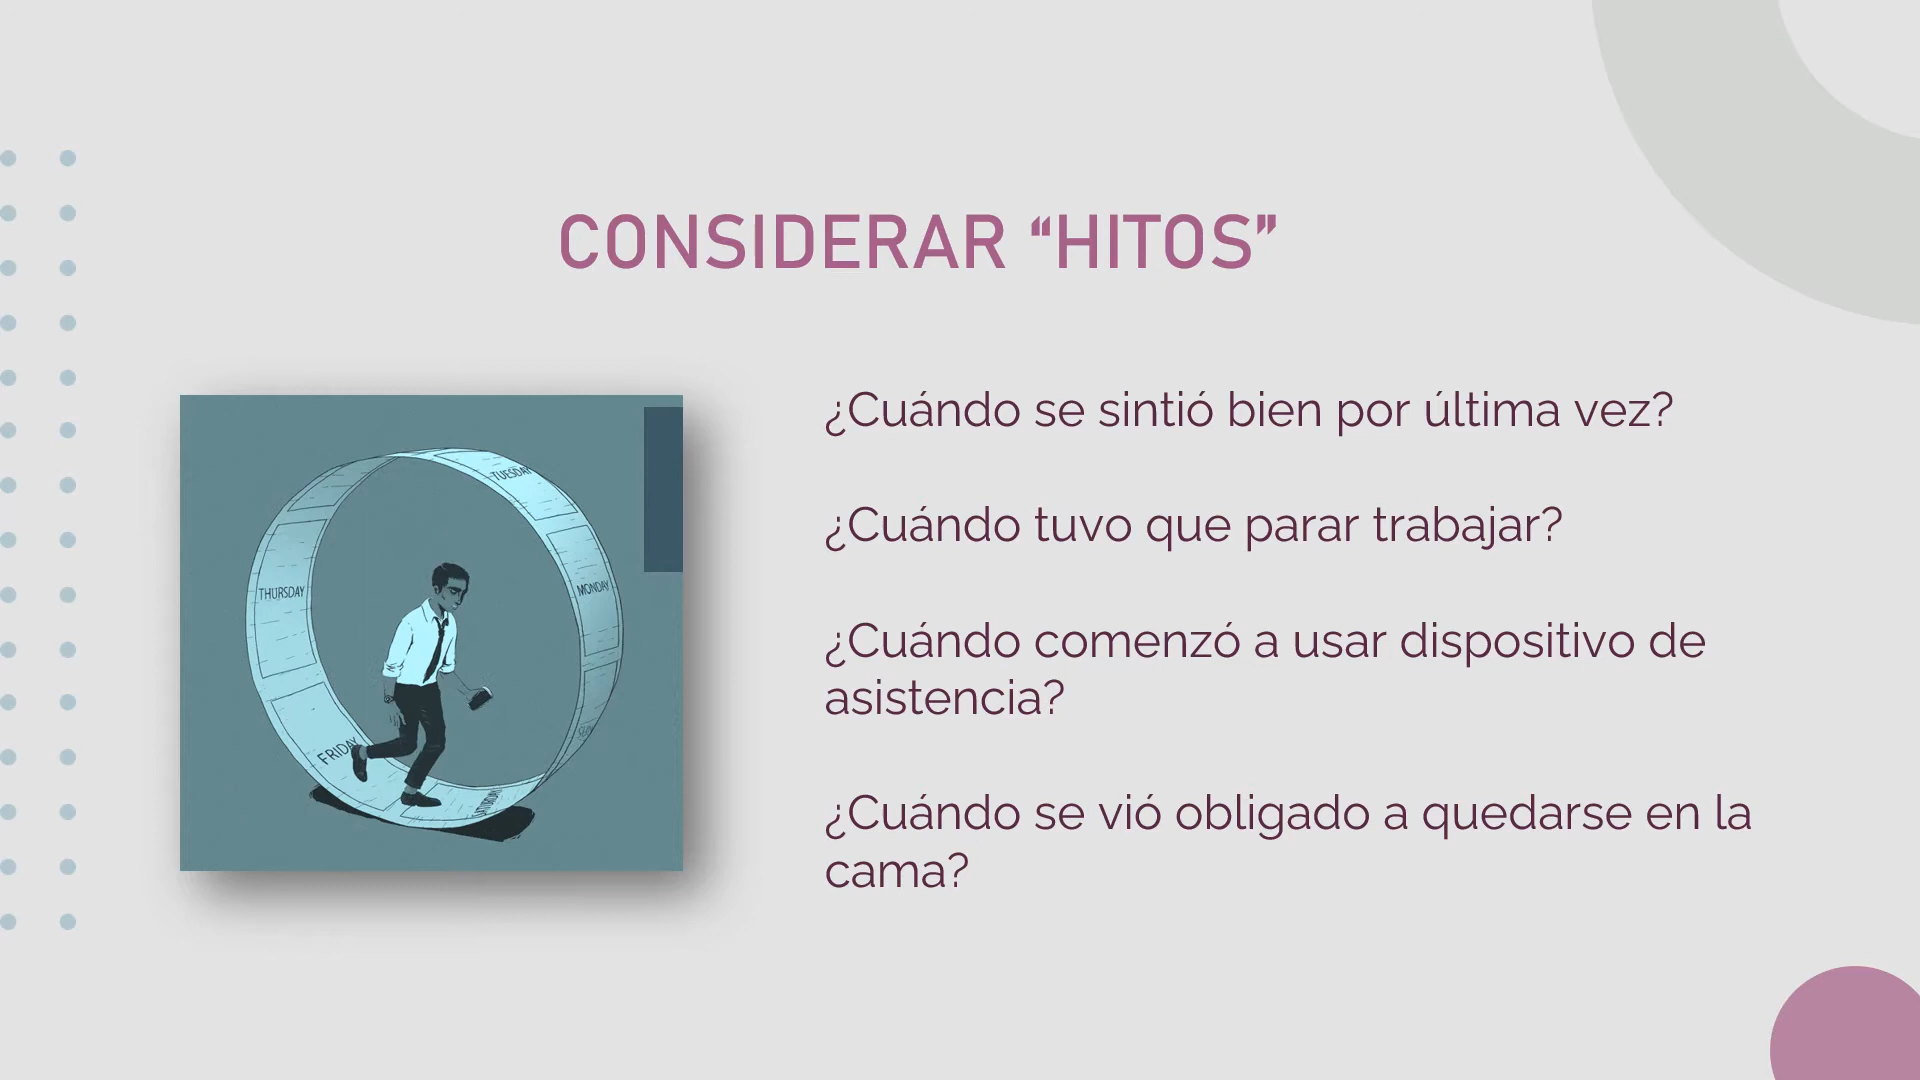 CONSIDERAR “HITOS”
¿Cuándo se sintió bien por última vez?
¿Cuándo tuvo que parar trabajar?
¿Cuándo comenzó a usar dispositivo de
asistencia?
¿Cuándo se vió obligado a quedarse en la
cama?
TUESDAY
THURSDAY
MONDAY
FRIDAY
SATURDAY